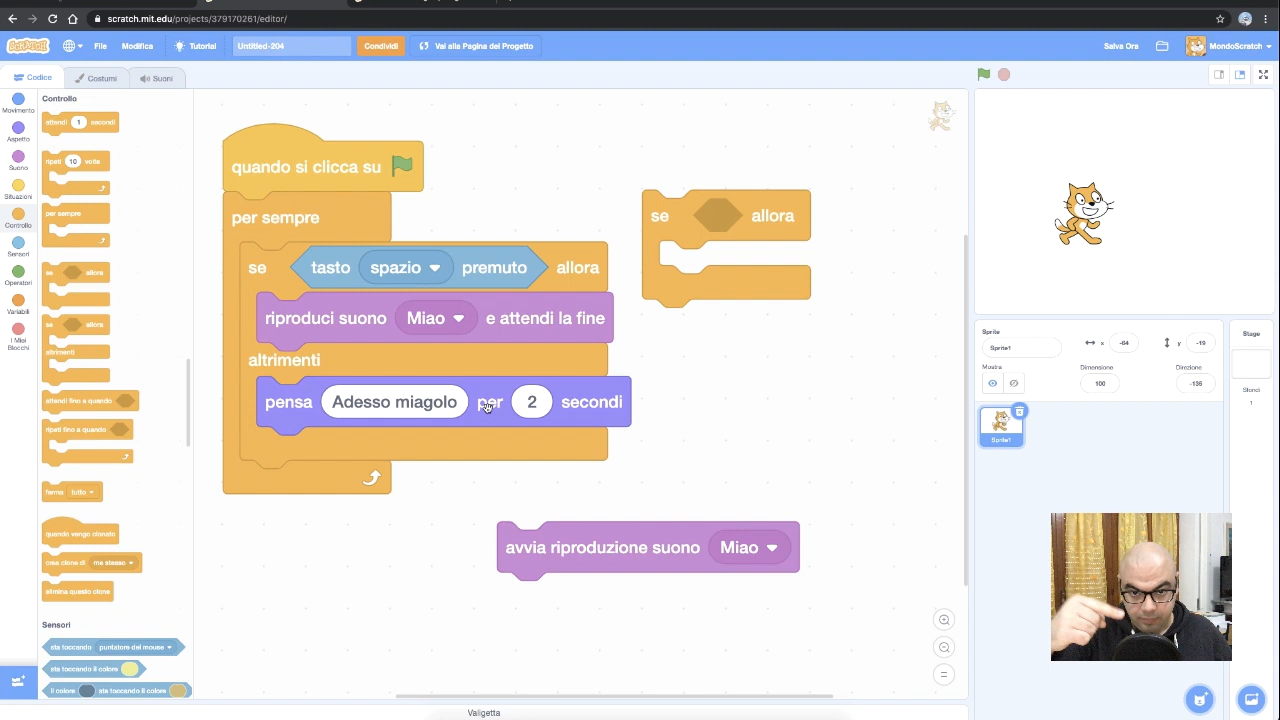 scratch.mit.edu/projects/379170261/editor/
SCRATCH File Modifica Tutorial Untitled-204 Condividi Vai alla Pagina del Progetto Salva Ora MondoScratch
Codice Costumi Suoni
Movimento
Aspetto
Suono
Situazioni
Controllo
Sensori
Operatori
Variabili
I Miei Blocchi
Controllo
attendi 1 secondi
ripeti 10 volte
per sempre
se allora
se allora
altrimenti
attendi fino a quando
ripeti fino a quando
ferma tutto
quando vengo clonato
crea clone di me stesso
elimina questo clone
Sensori
sta toccando puntatore del mouse
sta toccando il colore
il colore sta toccando il colore
quando si clicca su
per sempre
se tasto spazio premuto allora
riproduci suono Miao e attendi la fine
altrimenti
pensa Adesso miagolo per 2 secondi
se allora
avvia riproduzione suono Miao
Valigetta
Sprite
Sprite1 x -64 y -19
Mostra Dimensione Direzione
100 -135
Sprite1
Stage
Sfondi
1